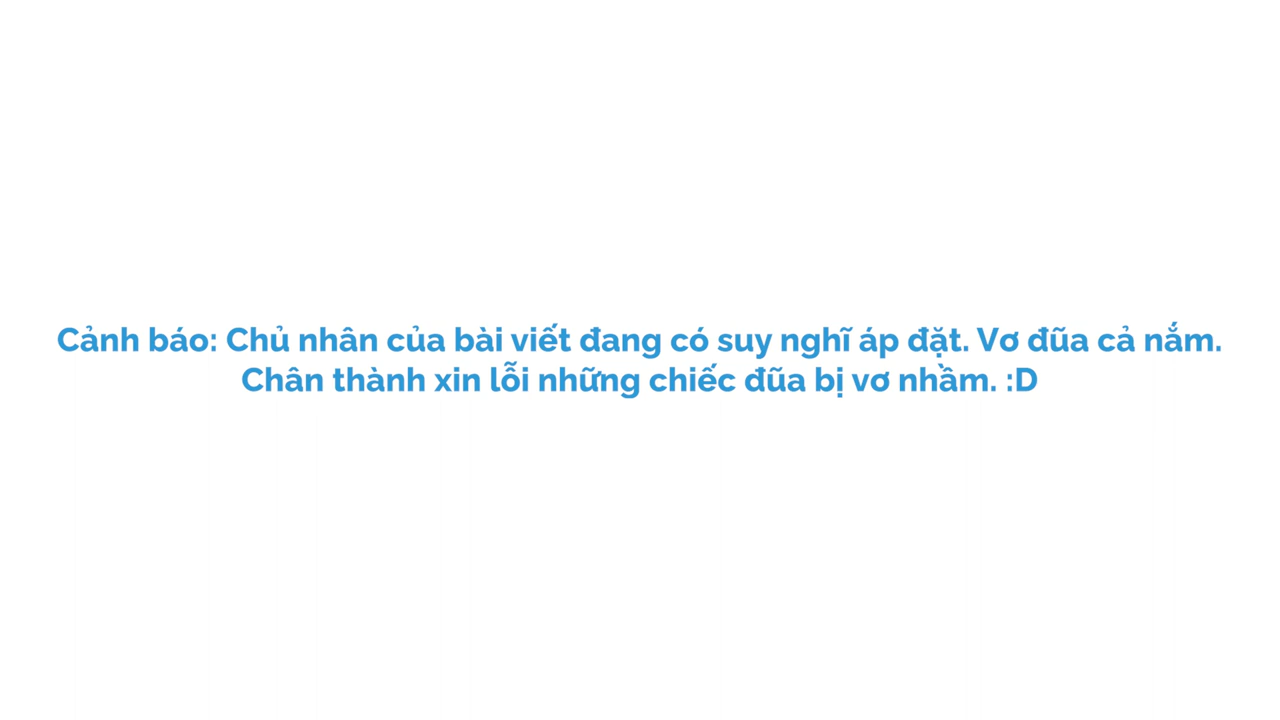 Cảnh báo: Chủ nhân của bài viết đang có suy nghĩ áp đặt. Vơ đũa cả nắm.
Chân thành xin lỗi những chiếc đũa bị vơ nhầm. :D